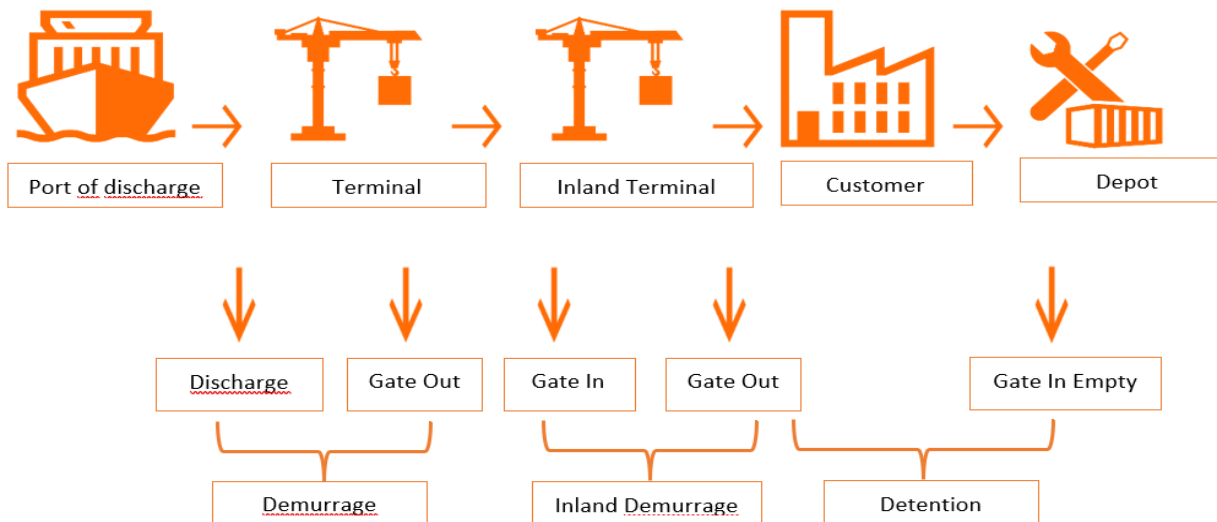 Port of discharge
Terminal
Inland Terminal
Customer
Depot
Discharge
Gate Out
Gate In
Gate Out
Gate In Empty
Demurrage
Inland Demurrage
Detention